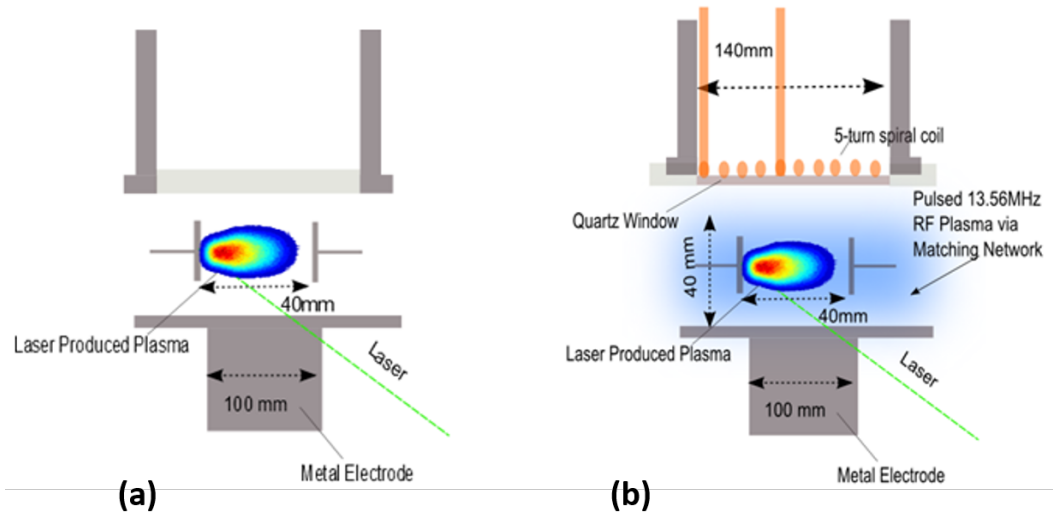 40mm
Laser Produced Plasma
Laser
100 mm
Metal Electrode
(a)
140mm
5-turn spiral coil
Quartz Window
Pulsed 13.56MHz
RF Plasma via
Matching Network
40 mm
40mm
Laser Produced Plasma
Laser
100 mm
Metal Electrode
(b)